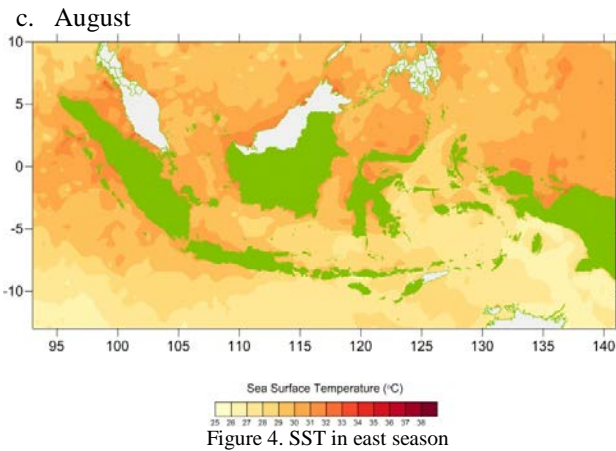 c. August
10
5
0
-5
-10
95 100 105 110 115 120 125 130 135 140
Sea Surface Temperature (°C)
25 26 27 28 29 30 31 32 33 34 35 36 37 38
Figure 4. SST in east season